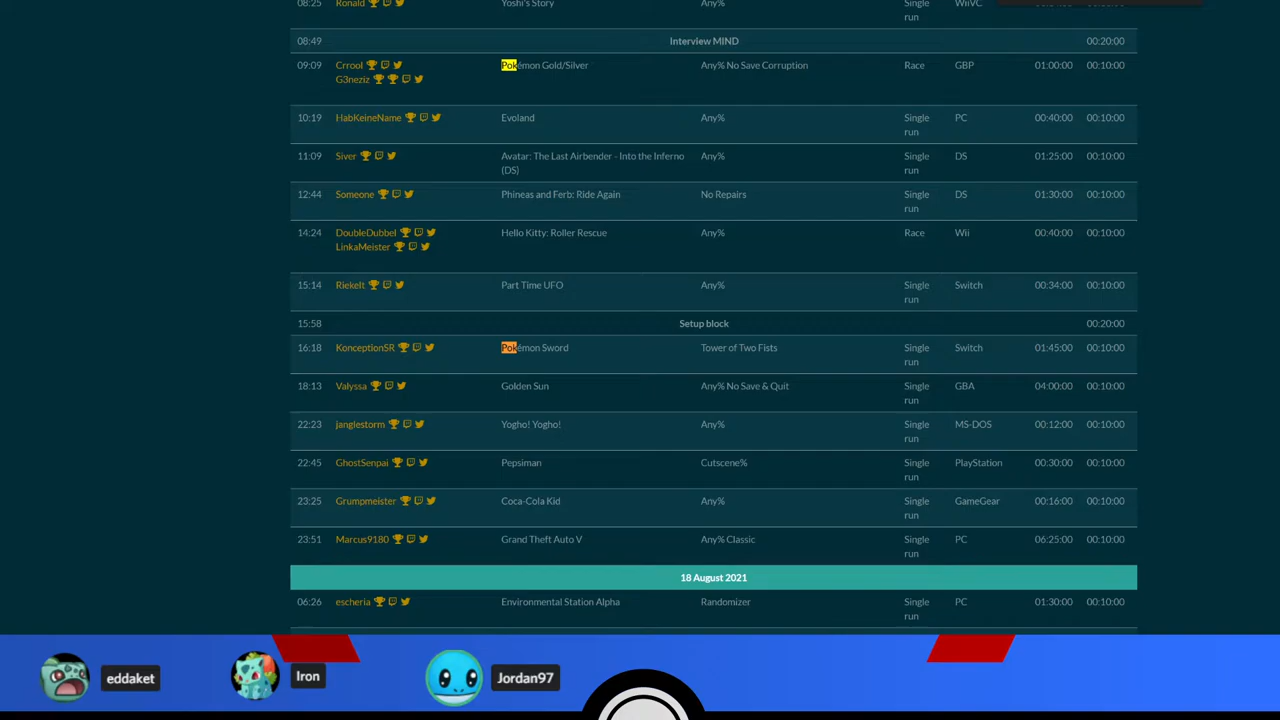 08:25 Ronald Yoshi's Story Any% Single run WiiVC
08:49 Interview MIND 00:20:00
09:09 Crrool G3neziz Pokémon Gold/Silver Any% No Save Corruption Race GBP 01:00:00 00:10:00
10:19 HabKeineName Evoland Any% Single run PC 00:40:00 00:10:00
11:09 Siver Avatar: The Last Airbender - Into the Inferno (DS) Any% Single run DS 01:25:00 00:10:00
12:44 Someone Phineas and Ferb: Ride Again No Repairs Single run DS 01:30:00 00:10:00
14:24 DoubleDubbel LinkaMeister Hello Kitty: Roller Rescue Any% Race Wii 00:40:00 00:10:00
15:14 Riekelt Part Time UFO Any% Single run Switch 00:34:00 00:10:00
15:58 Setup block 00:20:00
16:18 KonceptionSR Pokémon Sword Tower of Two Fists Single run Switch 01:45:00 00:10:00
18:13 Valyssa Golden Sun Any% No Save & Quit Single run GBA 04:00:00 00:10:00
22:23 janglestorm Yogho! Yogho! Any% Single run MS-DOS 00:12:00 00:10:00
22:45 GhostSenpai Pepsiman Cutscene% Single run PlayStation 00:30:00 00:10:00
23:25 Grumpmeister Coca-Cola Kid Any% Single run GameGear 00:16:00 00:10:00
23:51 Marcus9180 Grand Theft Auto V Any% Classic Single run PC 06:25:00 00:10:00
18 August 2021
06:26 escheria Environmental Station Alpha Randomizer Single run PC 01:30:00 00:10:00
eddaket Iron Jordan97